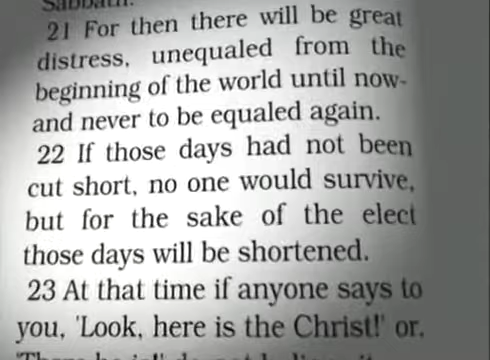 Sabbath.
21 For then there will be great
distress, unequaled from the
beginning of the world until now-
and never to be equaled again.
22 If those days had not been
cut short, no one would survive,
but for the sake of the elect
those days will be shortened.
23 At that time if anyone says to
you, 'Look, here is the Christ!' or,